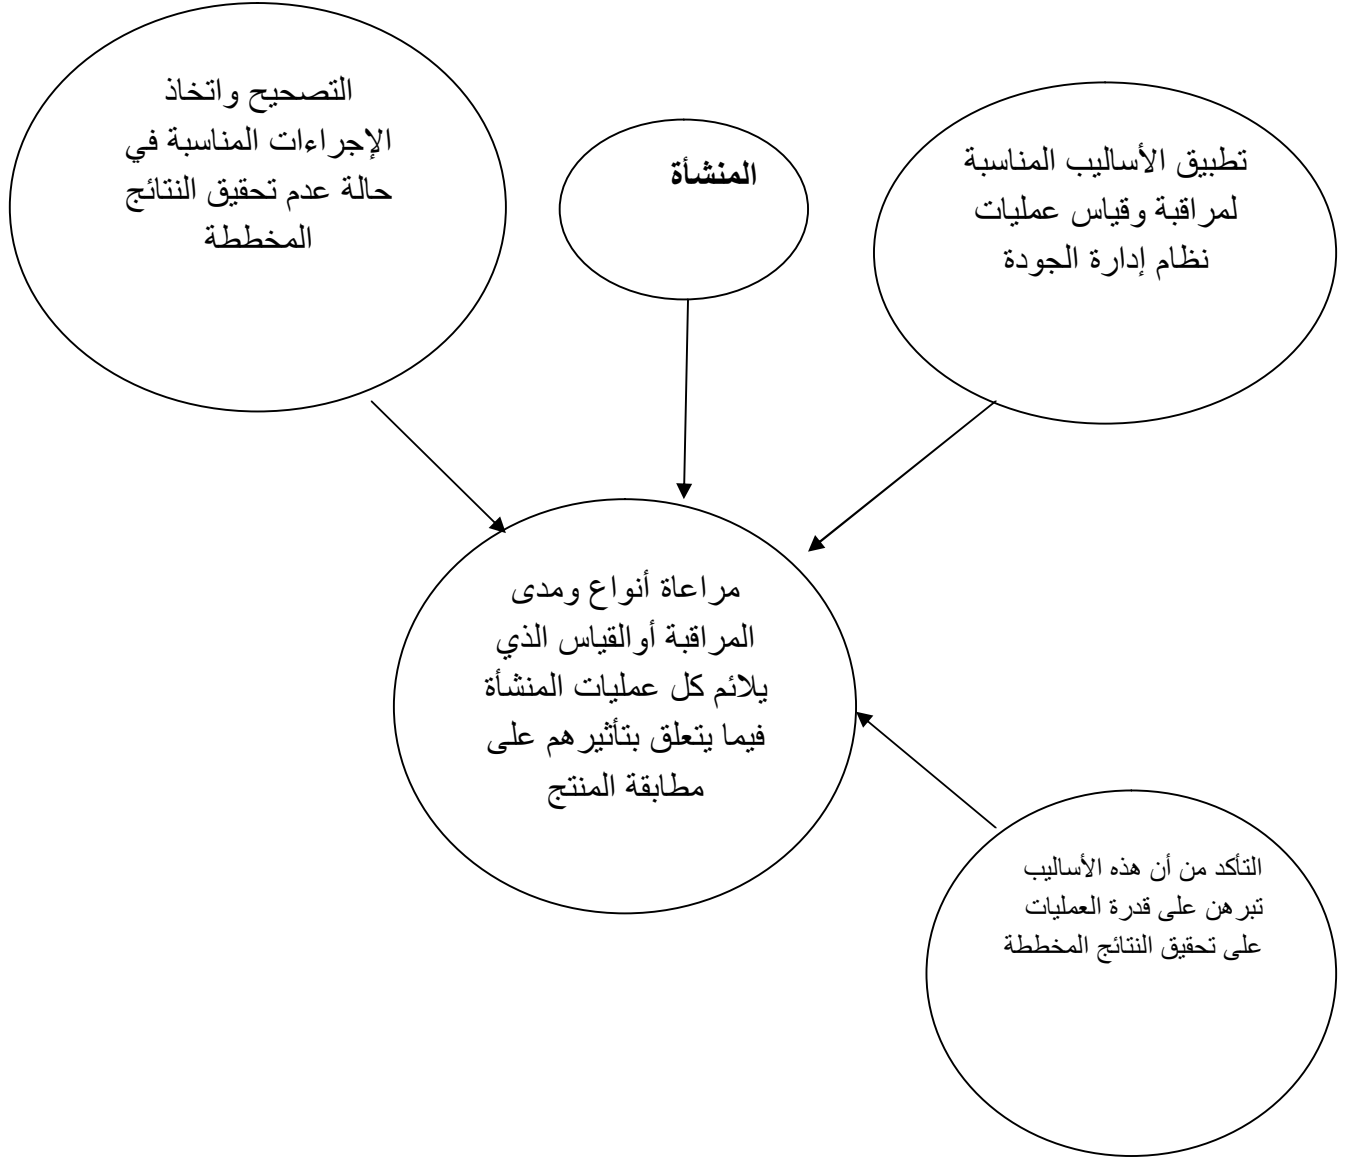 تطبيق الأساليب المناسبة
لمراقبة وقياس عمليات
نظام إدارة الجودة
المنشأة
التصحيح واتخاذ
الإجراءات المناسبة في
حالة عدم تحقيق النتائج
المخططة
مراعاة أنواع ومدى
المراقبة أوالقياس الذي
يلائم كل عمليات المنشأة
فيما يتعلق بتأثيرهم على
مطابقة المنتج
التأكد من أن هذه الأساليب
تبرهن على قدرة العمليات
على تحقيق النتائج المخططة